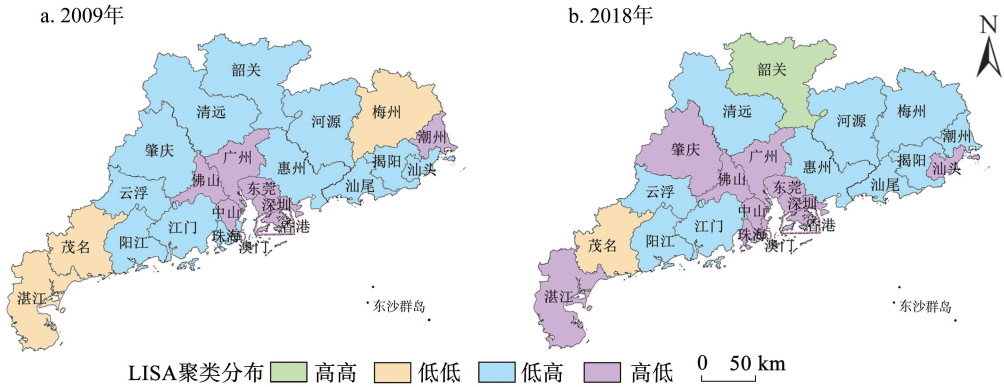 a. 2009年
韶关
清远
河源
梅州
潮州
肇庆
广州
惠州
揭阳
汕头
佛山
东莞
汕尾
云浮
深圳
中山
香港
江门
珠海
澳门
茂名
阳江
湛江
东沙群岛
b. 2018年
N
韶关
清远
河源
梅州
潮州
肇庆
广州
惠州
揭阳
汕头
佛山
东莞
汕尾
云浮
深圳
中山
香港
江门
珠海
澳门
茂名
阳江
湛江
东沙群岛
LISA聚类分布 高高 低低 低高 高低 0 50 km